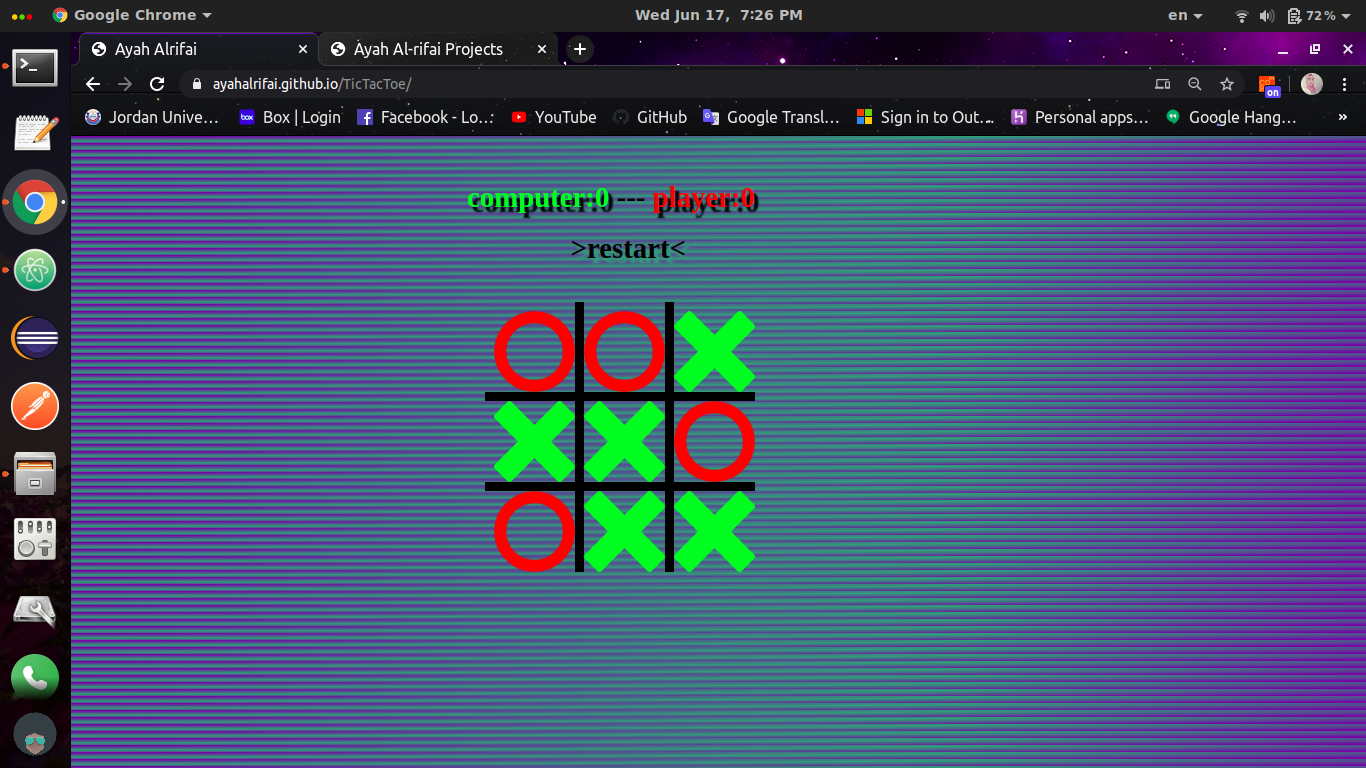 Google Chrome Wed Jun 17, 7:26 PM en 72%
Ayah Alrifai Ayah Al-rifai Projects
ayahalrifai.github.io/TicTacToe/ on
Jordan Unive… box Box | Login Facebook - Lo… YouTube GitHub Google Transl… Sign in to Out… Personal apps… Google Hang… »
computer:0 --- player:0
>restart<